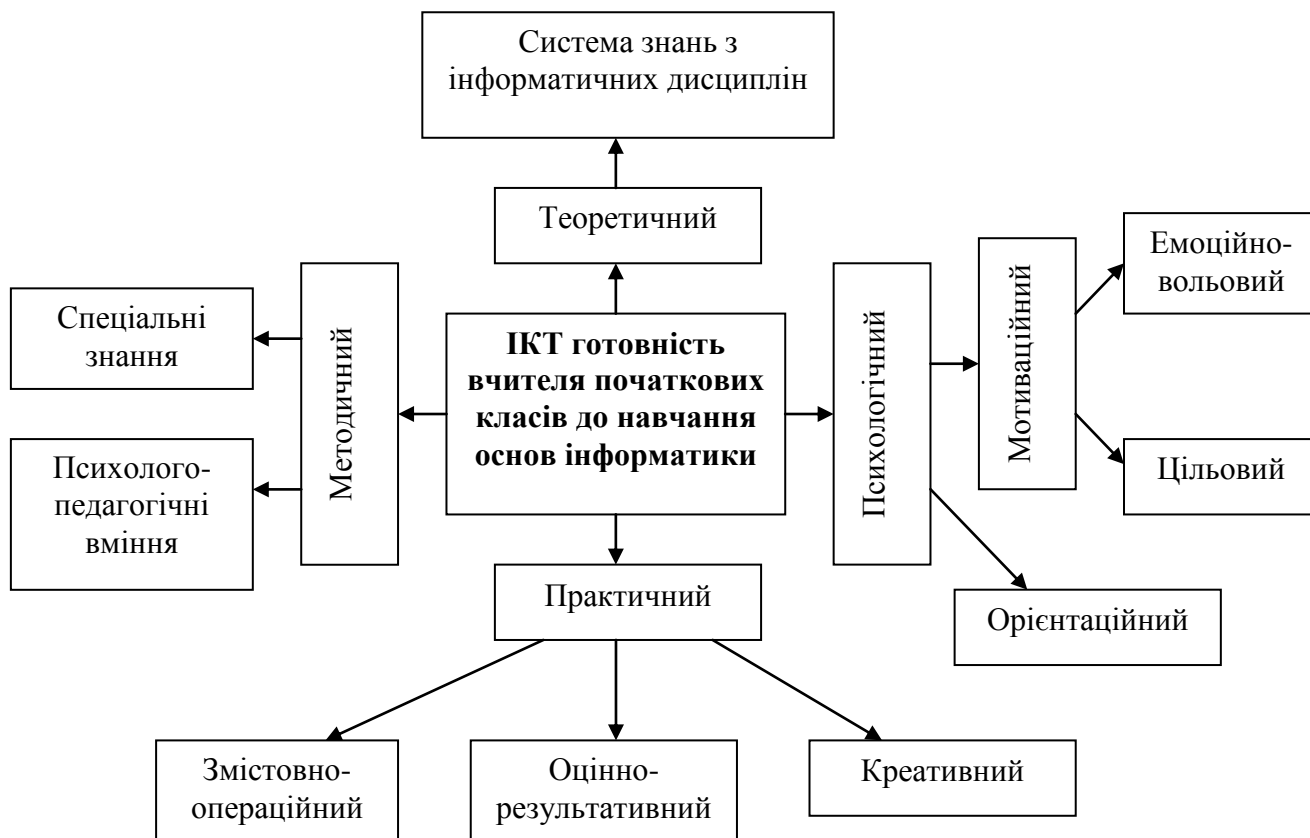 Система знань з
інформатичних дисциплін
Теоретичний
Емоційно-
вольовий
Мотиваційний
Психологічний
Методичний
Спеціальні
знання
ІКТ готовність
вчителя початкових
класів до навчання
основ інформатики
Психолого-
педагогічні
вміння
Цільовий
Практичний
Орієнтаційний
Змістовно-
операційний
Оцінно-
результативний
Креативний